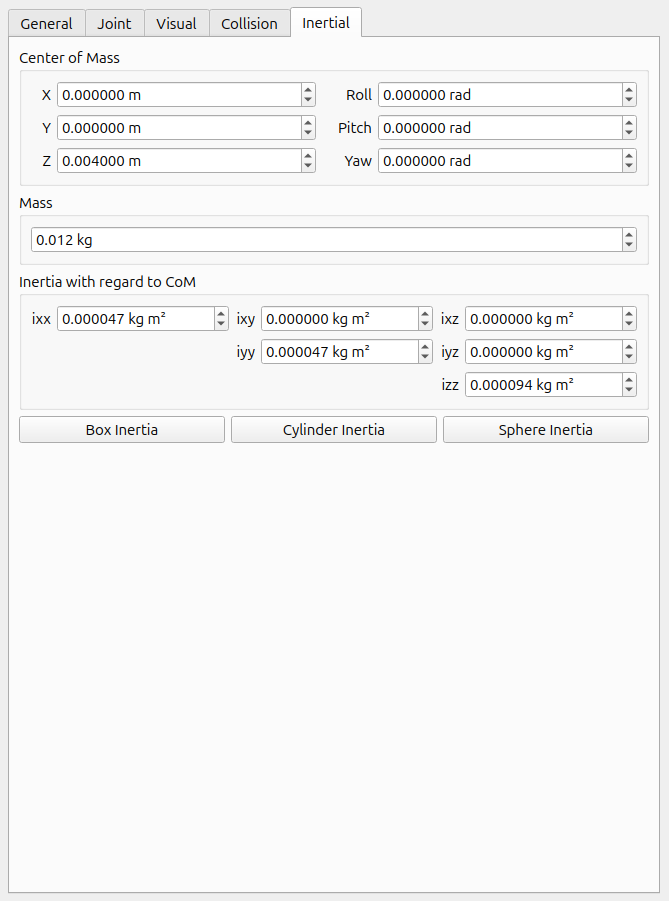 General Joint Visual Collision Inertial
Center of Mass
X 0.000000 m Roll 0.000000 rad
Y 0.000000 m Pitch 0.000000 rad
Z 0.004000 m Yaw 0.000000 rad
Mass
0.012 kg
Inertia with regard to CoM
ixx 0.000047 kg m² ixy 0.000000 kg m² ixz 0.000000 kg m²
iyy 0.000047 kg m² iyz 0.000000 kg m²
izz 0.000094 kg m²
Box Inertia Cylinder Inertia Sphere Inertia